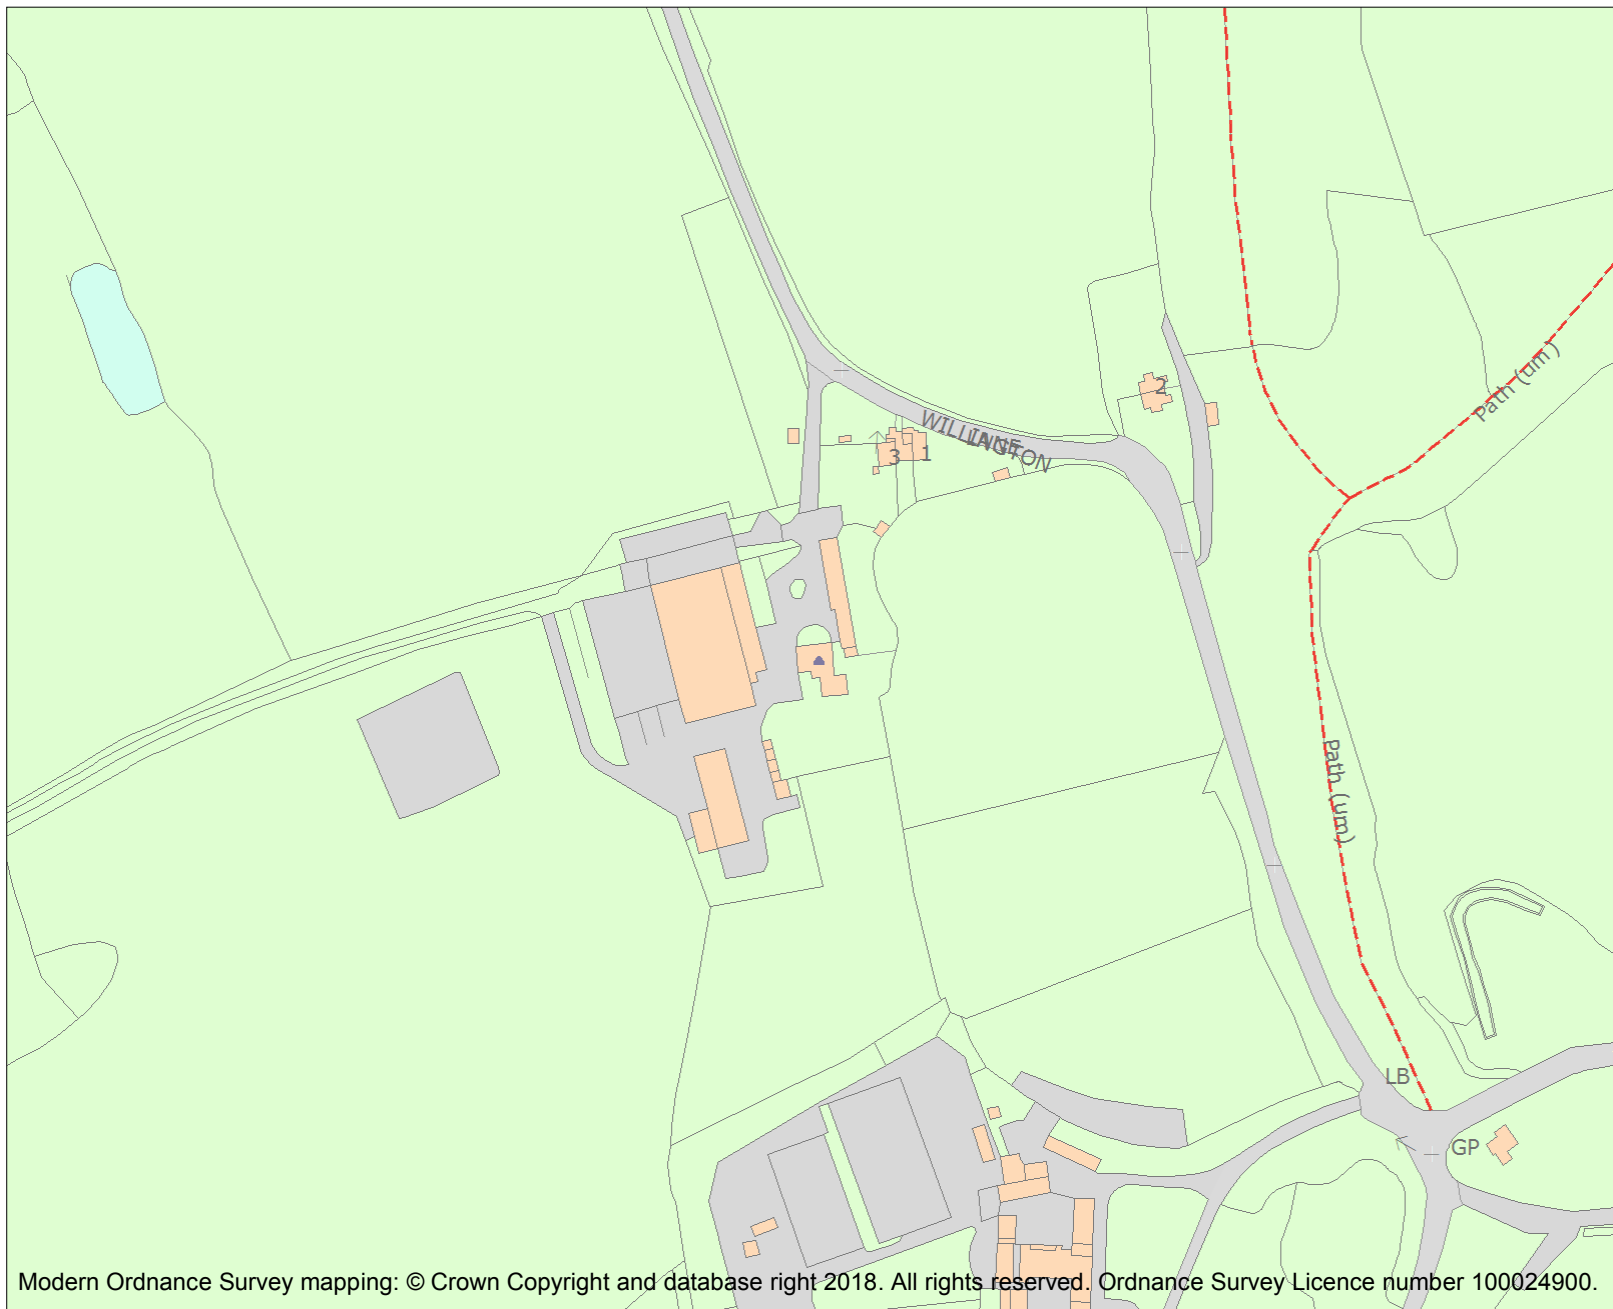 2
Path (um)
WILLINGTON
LANE
3
1
Path (um)
LB
GP
Modern Ordnance Survey mapping: © Crown Copyright and database right 2018. All rights reserved. Ordnance Survey Licence number 100024900.